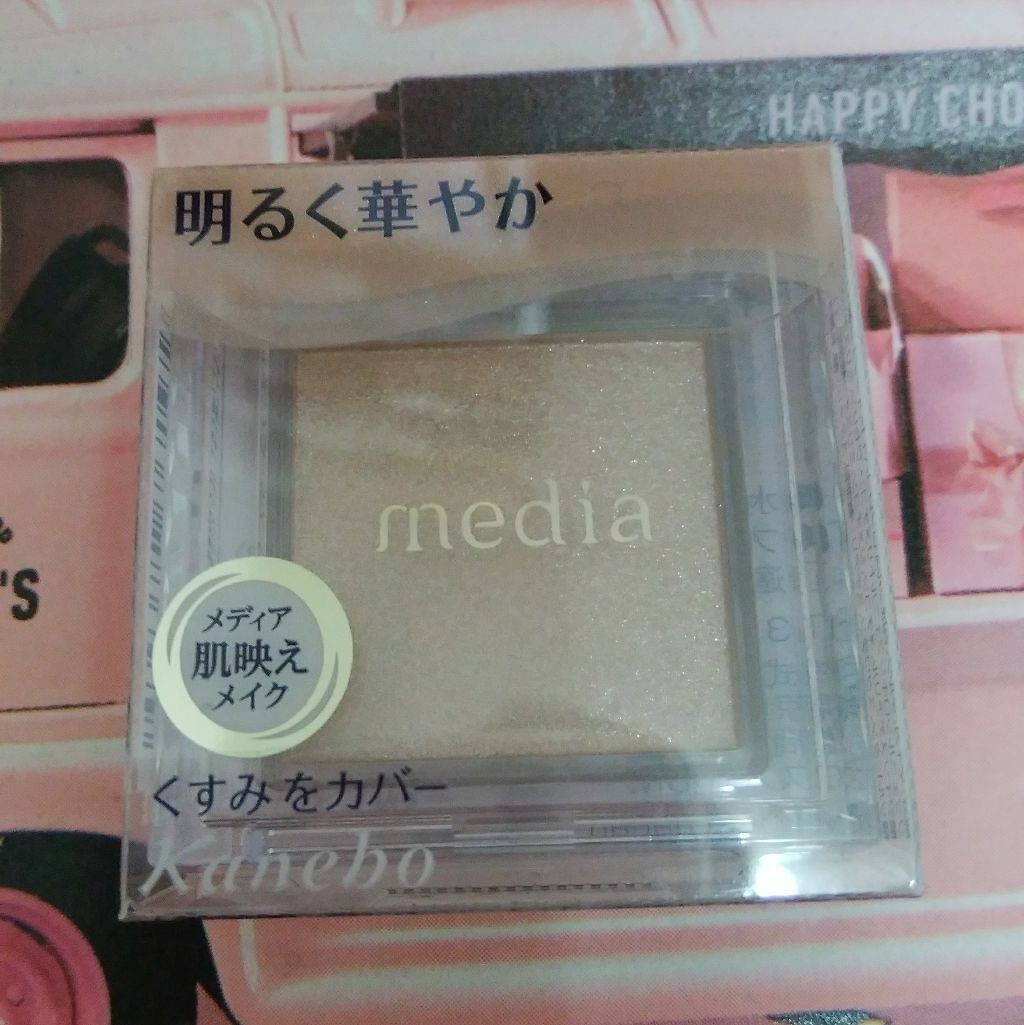 HAPPY CHO
明るく華やか
media
メディア
肌映え
メイク
'S
くすみをカバー
Kanebo